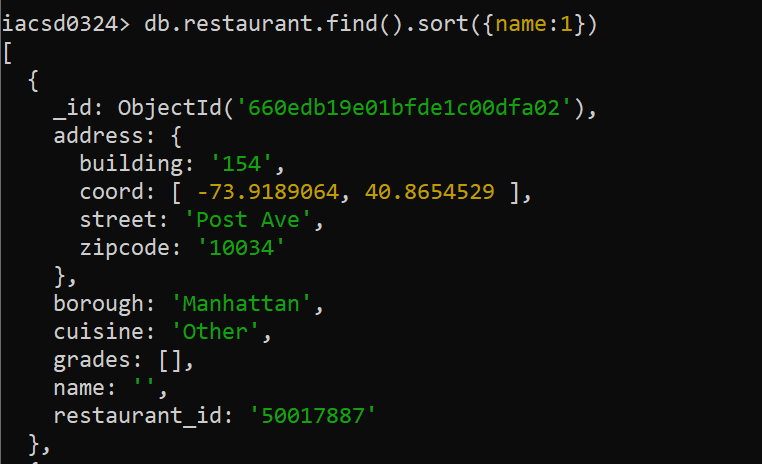 iacsd0324> db.restaurant.find().sort({name:1})
[
  {
    _id: ObjectId('660edb19e01bfde1c00dfa02'),
    address: {
      building: '154',
      coord: [ -73.9189064, 40.8654529 ],
      street: 'Post Ave',
      zipcode: '10034'
    },
    borough: 'Manhattan',
    cuisine: 'Other',
    grades: [],
    name: '',
    restaurant_id: '50017887'
  },